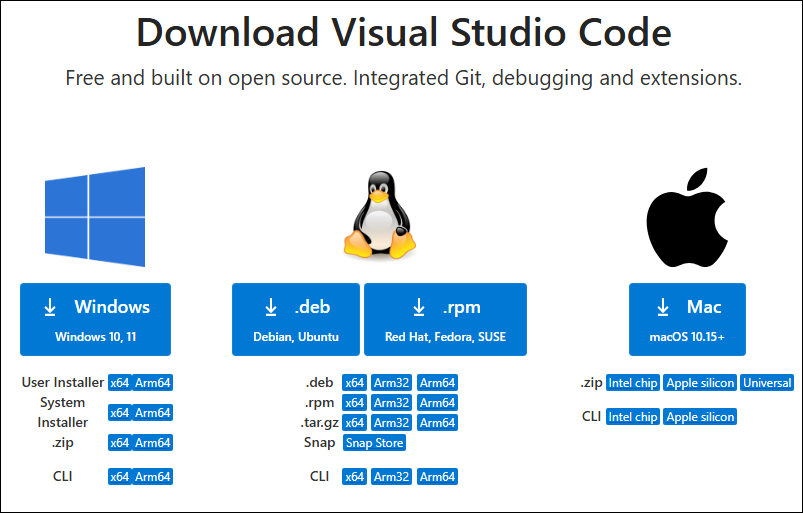 Download Visual Studio Code
Free and built on open source. Integrated Git, debugging and extensions.
Windows
Windows 10, 11
User Installer x64 Arm64
System
Installer x64 Arm64
.zip x64 Arm64
CLI x64 Arm64
.deb
Debian, Ubuntu
.rpm
Red Hat, Fedora, SUSE
.deb x64 Arm32 Arm64
.rpm x64 Arm32 Arm64
.tar.gz x64 Arm32 Arm64
Snap Snap Store
CLI x64 Arm32 Arm64
Mac
macOS 10.15+
.zip Intel chip Apple silicon Universal
CLI Intel chip Apple silicon